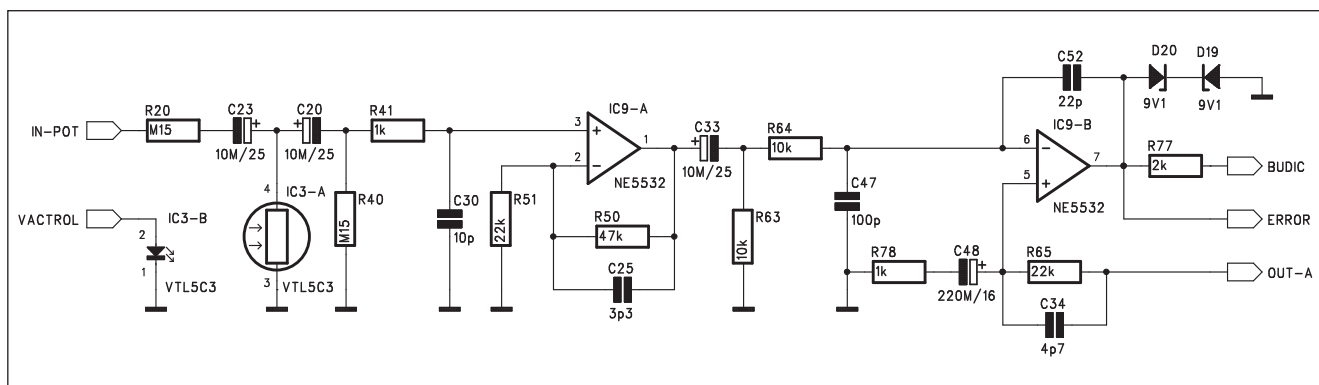 IN-POT
R20
M15
C23
+
10M/25
C20
+
10M/25
R41
1k
IC9-A
3
+
2
−
1
NE5532
C33
+
10M/25
R64
10k
C52
22p
D20
9V1
D19
9V1
IC9-B
6
−
5
+
7
NE5532
R77
2k
BUDIC
ERROR
VACTROL
IC3-B
2
1
VTL5C3
4
IC3-A
3
VTL5C3
R40
M15
C30
10p
R51
22k
R50
47k
C25
3p3
R63
10k
C47
100p
R78
1k
C48
+
220M/16
R65
22k
C34
4p7
OUT-A